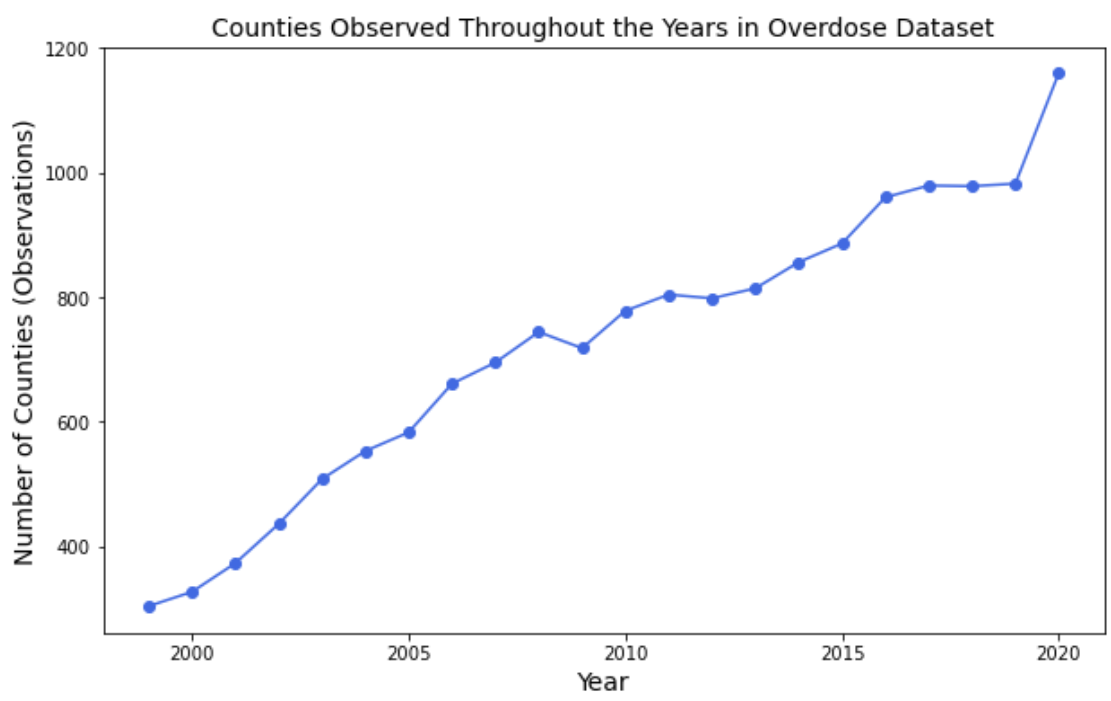 Counties Observed Throughout the Years in Overdose Dataset
1200
1000
800
600
400
Number of Counties (Observations)
2000 2005 2010 2015 2020
Year